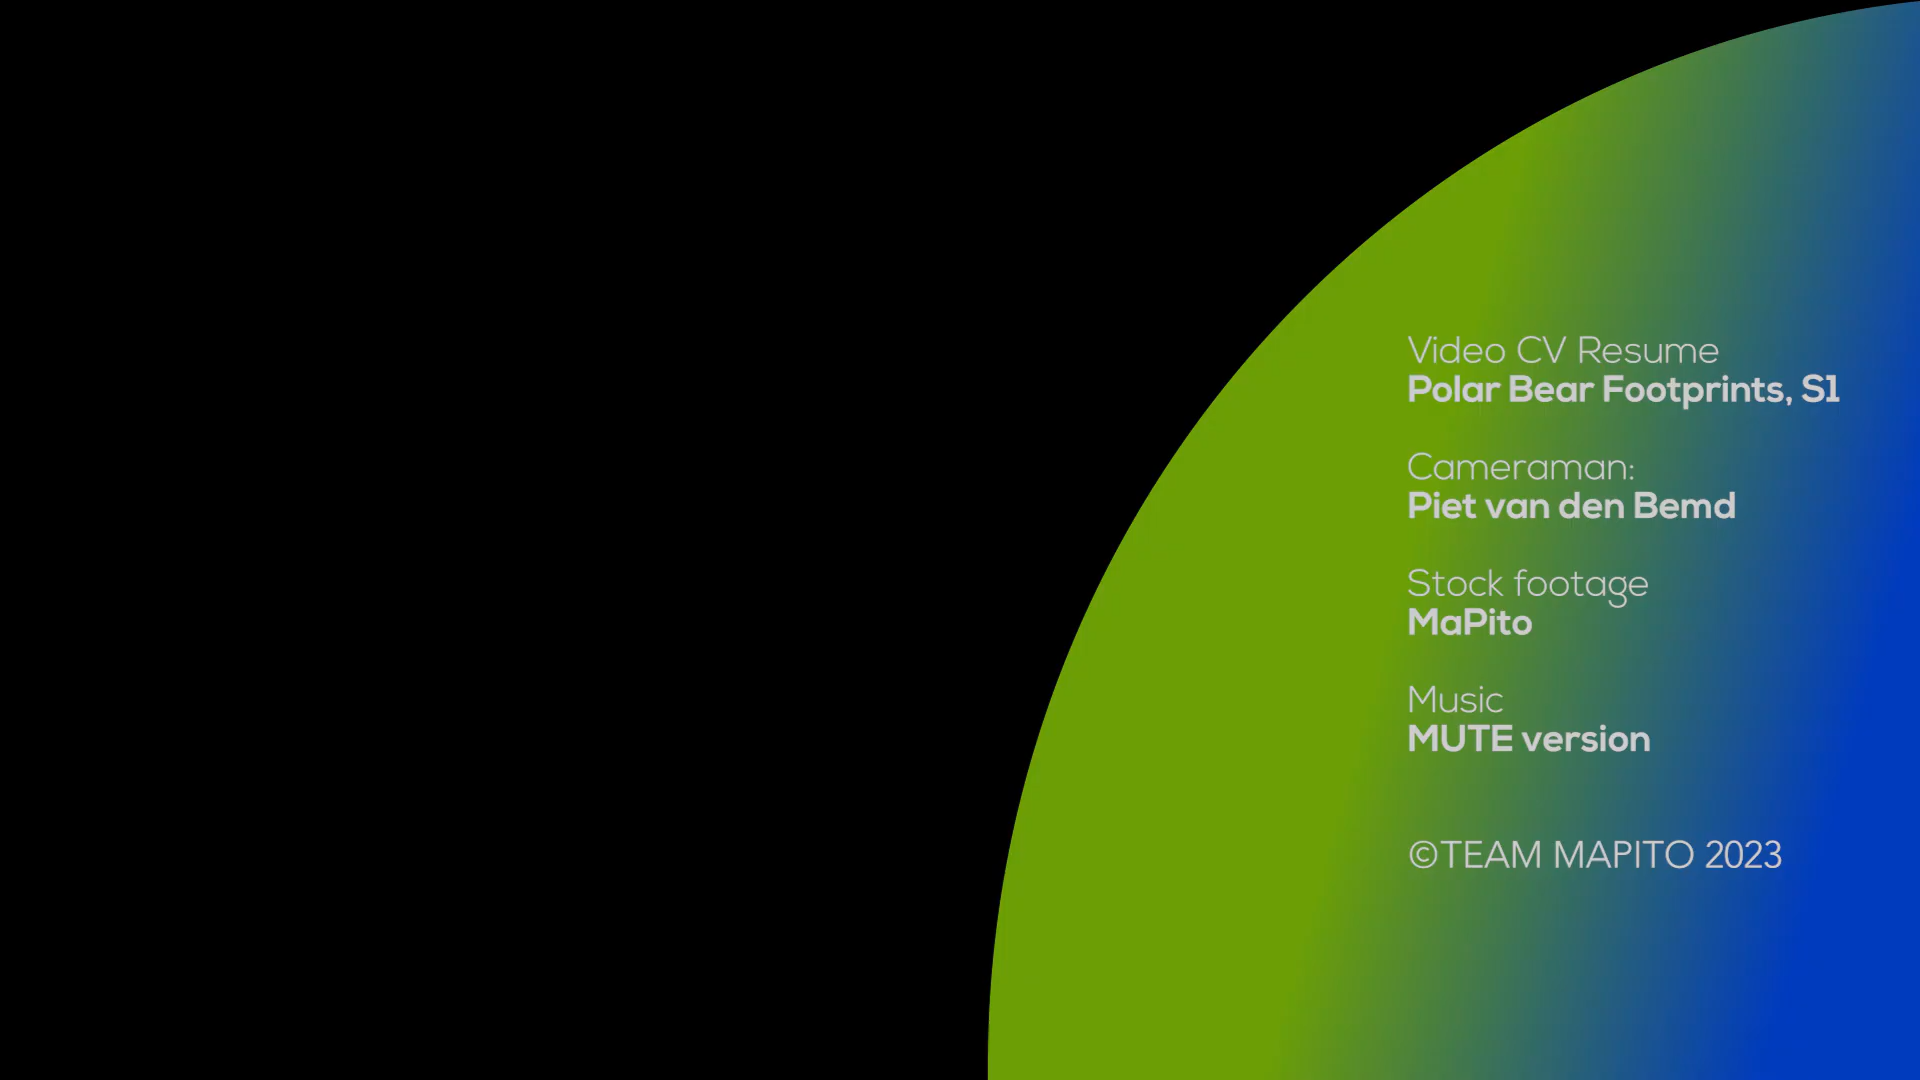 Video CV Resume
Polar Bear Footprints, S1
Cameraman:
Piet van den Bemd
Stock footage
MaPito
Music
MUTE version
©TEAM MAPITO 2023